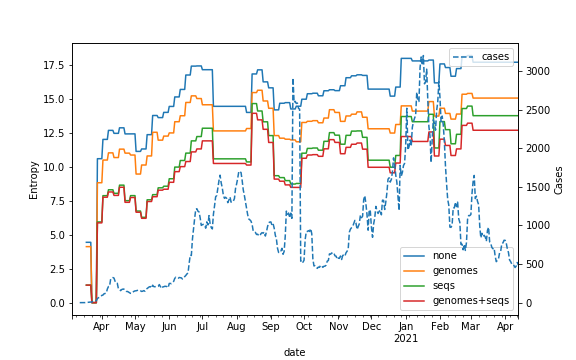 cases
17.5
15.0
12.5
10.0
7.5
5.0
2.5
0.0
Entropy
3000
2500
2000
1500
1000
500
0
Cases
none
genomes
seqs
genomes+seqs
Apr May Jun Jul Aug Sep Oct Nov Dec Jan Feb Mar Apr
2021
date